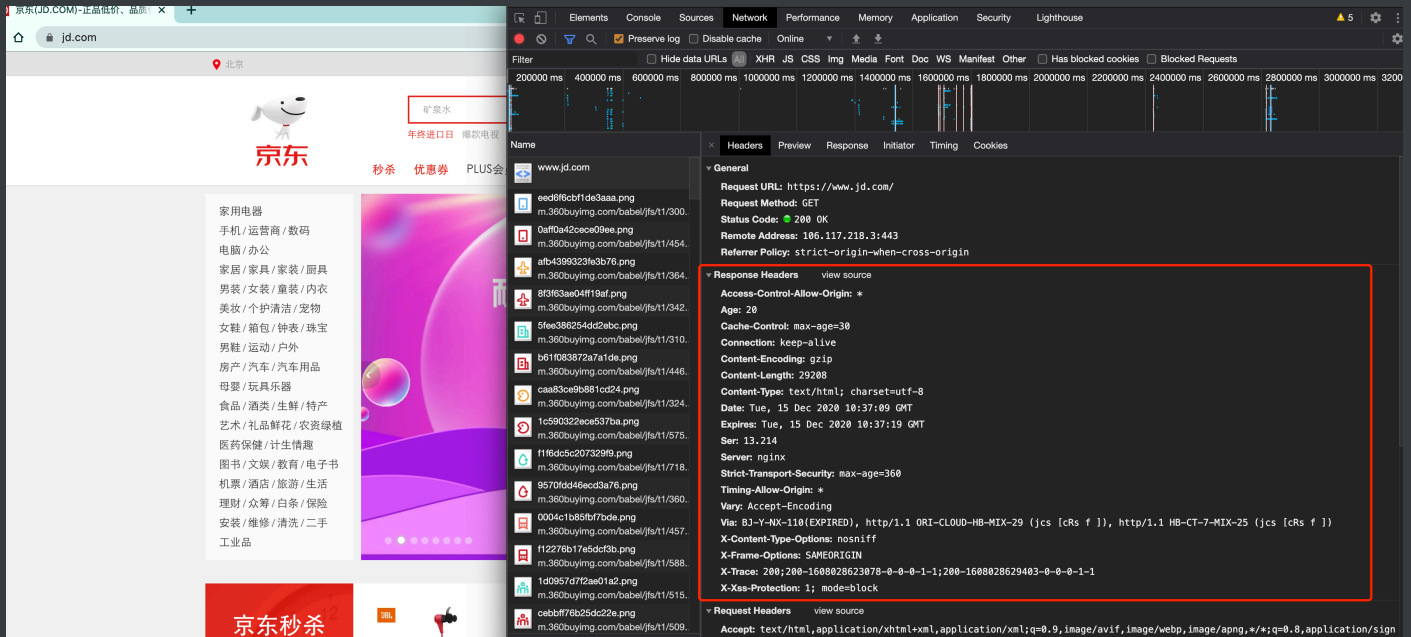 京东(JD.COM)-正品低价、品质
jd.com
北京
京东
矿泉水
年终进口日 爆款电视
秒杀 优惠券 PLUS会
家用电器
手机 / 运营商 / 数码
电脑 / 办公
家居 / 家具 / 家装 / 厨具
男装 / 女装 / 童装 / 内衣
美妆 / 个护清洁 / 宠物
女鞋 / 箱包 / 钟表 / 珠宝
男鞋 / 运动 / 户外
房产 / 汽车 / 汽车用品
母婴 / 玩具乐器
食品 / 酒类 / 生鲜 / 特产
艺术 / 礼品鲜花 / 农资绿植
医药保健 / 计生情趣
图书 / 文娱 / 教育 / 电子书
机票 / 酒店 / 旅游 / 生活
理财 / 众筹 / 白条 / 保险
安装 / 维修 / 清洗 / 二手
工业品
京东秒杀
12
JBL
Elements Console Sources Network Performance Memory Application Security Lighthouse 5
Preserve log Disable cache Online
Filter Hide data URLs All XHR JS CSS Img Media Font Doc WS Manifest Other Has blocked cookies Blocked Requests
200000 ms 400000 ms 600000 ms 800000 ms 1000000 ms 1200000 ms 1400000 ms 1600000 ms 1800000 ms 2000000 ms 2200000 ms 2400000 ms 2600000 ms 2800000 ms 3000000 ms 3200
Name
www.jd.com
eed6f6cbf1de3aaa.png
m.360buyimg.com/babel/jfs/t1/300..
0aff0a42cece09ee.png
m.360buyimg.com/babel/jfs/t1/454..
afb4399323fe3b76.png
m.360buyimg.com/babel/jfs/t1/364..
8f3f63ae04ff19af.png
m.360buyimg.com/babel/jfs/t1/342..
5fee386254dd2ebc.png
m.360buyimg.com/babel/jfs/t1/310..
b61f083872a7a1de.png
m.360buyimg.com/babel/jfs/t1/446..
caa83ce9b881cd24.png
m.360buyimg.com/babel/jfs/t1/324..
1c590322ece537ba.png
m.360buyimg.com/babel/jfs/t1/575..
f1f6dc5c207329f9.png
m.360buyimg.com/babel/jfs/t1/718..
9570fdd46ecd3a76.png
m.360buyimg.com/babel/jfs/t1/360..
0004c1b85fbf7bde.png
m.360buyimg.com/babel/jfs/t1/457..
f12276b17e5dcf3b.png
m.360buyimg.com/babel/jfs/t1/588..
1d0957d7f2ae01a2.png
m.360buyimg.com/babel/jfs/t1/515..
cebbff76b25dc22e.png
m.360buyimg.com/babel/jfs/t1/509..
Headers Preview Response Initiator Timing Cookies
General
Request URL: https://www.jd.com/
Request Method: GET
Status Code: 200 OK
Remote Address: 106.117.218.3:443
Referrer Policy: strict-origin-when-cross-origin
Response Headers view source
Access-Control-Allow-Origin: *
Age: 20
Cache-Control: max-age=30
Connection: keep-alive
Content-Encoding: gzip
Content-Length: 29208
Content-Type: text/html; charset=utf-8
Date: Tue, 15 Dec 2020 10:37:09 GMT
Expires: Tue, 15 Dec 2020 10:37:19 GMT
Ser: 13.214
Server: nginx
Strict-Transport-Security: max-age=360
Timing-Allow-Origin: *
Vary: Accept-Encoding
Via: BJ-Y-NX-110(EXPIRED), http/1.1 ORI-CLOUD-HB-MIX-29 (jcs [cRs f ]), http/1.1 HB-CT-7-MIX-25 (jcs [cRs f ])
X-Content-Type-Options: nosniff
X-Frame-Options: SAMEORIGIN
X-Trace: 200;200-1608028623078-0-0-0-1-1;200-1608028629403-0-0-0-1-1
X-Xss-Protection: 1; mode=block
Request Headers view source
Accept: text/html,application/xhtml+xml,application/xml;q=0.9,image/avif,image/webp,image/apng,*/*;q=0.8,application/sign